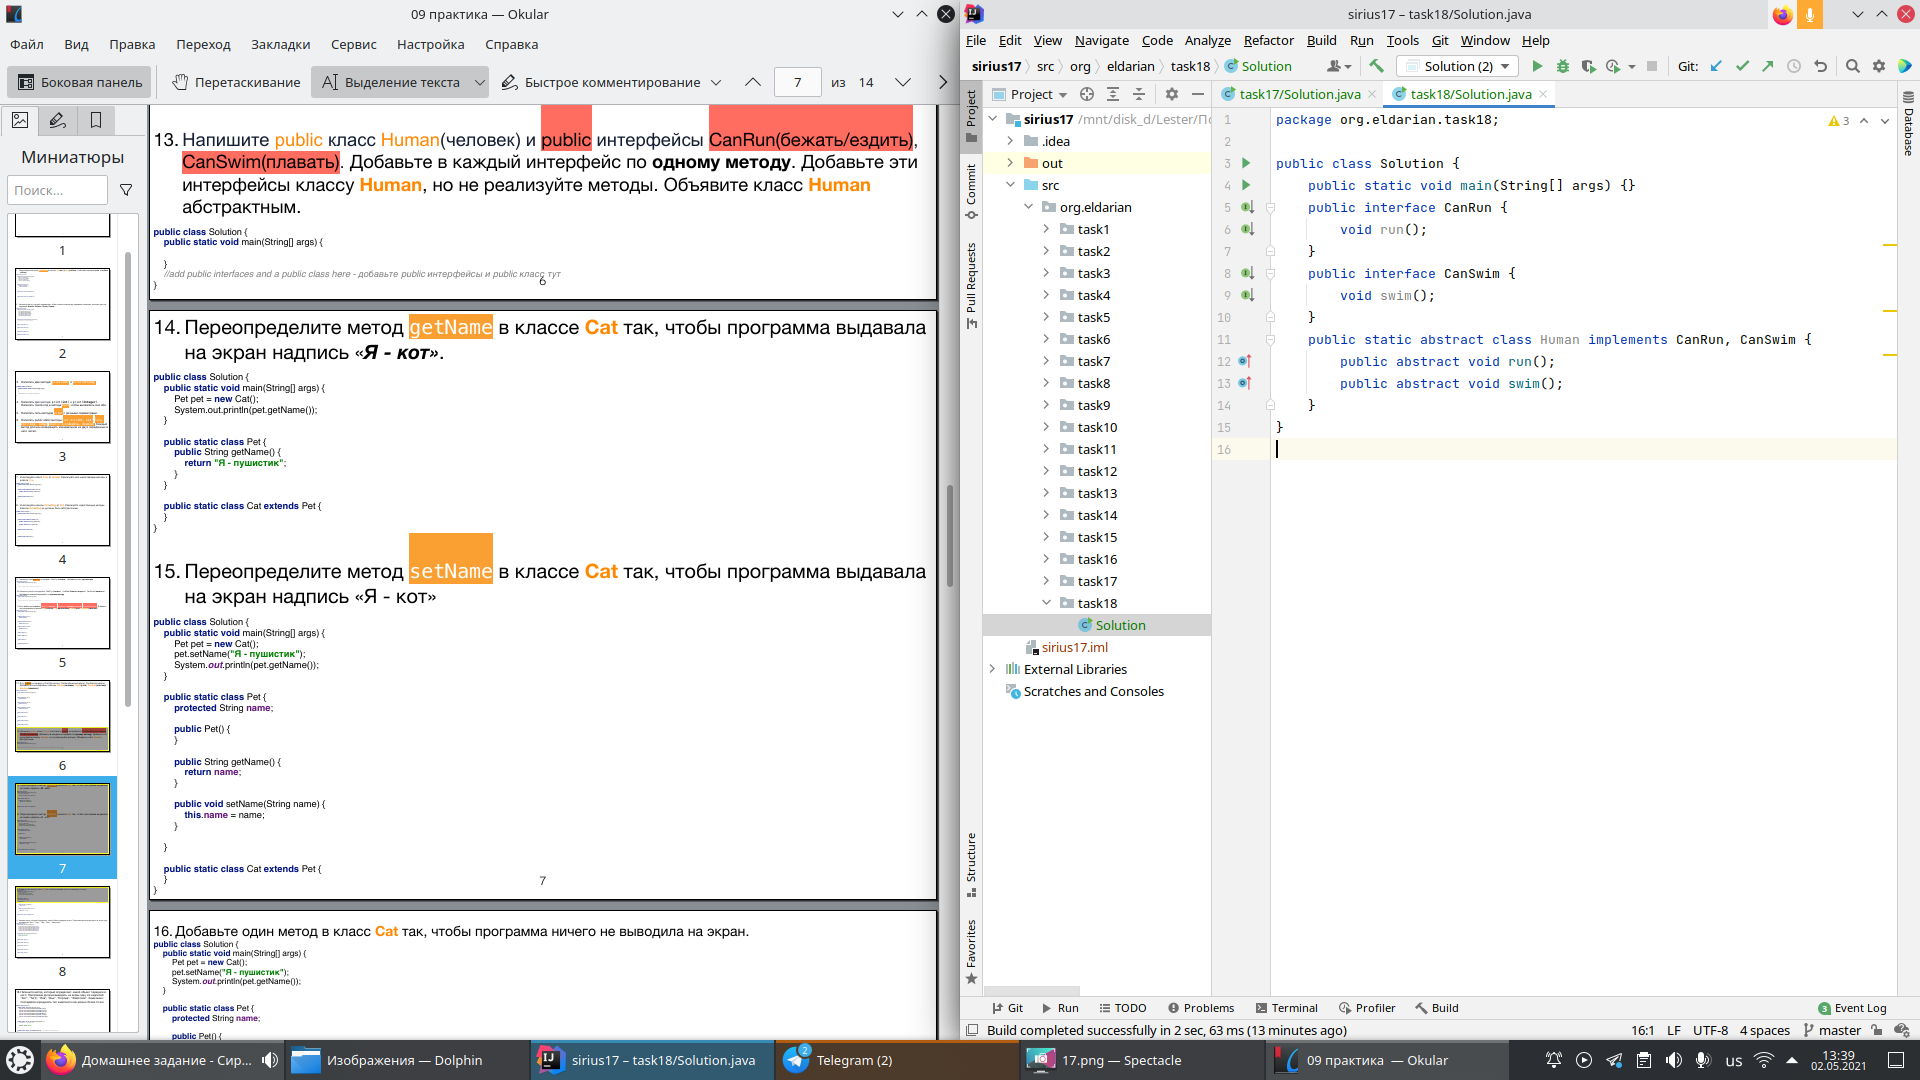 09 практика — Okular
Файл Вид Правка Переход Закладки Сервис Настройка Справка
Боковая панель Перетаскивание Выделение текста Быстрое комментирование 7 из 14
Миниатюры
Поиск...
1
2
3
4
5
6
7
8
13. Напишите public класс Human(человек) и public интерфейсы CanRun(бежать/ездить),
CanSwim(плавать). Добавьте в каждый интерфейс по одному методу. Добавьте эти
интерфейсы классу Human, но не реализуйте методы. Объявите класс Human
абстрактным.
public class Solution {
public static void main(String[] args) {
}
//add public interfaces and a public class here - добавьте public интерфейсы и public класс тут
}
6
14. Переопределите метод getName в классе Cat так, чтобы программа выдавала
на экран надпись «Я - кот».
public class Solution {
public static void main(String[] args) {
Pet pet = new Cat();
System.out.println(pet.getName());
}
public static class Pet {
public String getName() {
return "Я - пушистик";
}
}
public static class Cat extends Pet {
}
}
15. Переопределите метод setName в классе Cat так, чтобы программа выдавала
на экран надпись «Я - кот»
public class Solution {
public static void main(String[] args) {
Pet pet = new Cat();
pet.setName("Я - пушистик");
System.out.println(pet.getName());
}
public static class Pet {
protected String name;
public Pet() {
}
public String getName() {
return name;
}
public void setName(String name) {
this.name = name;
}
}
public static class Cat extends Pet {
}
}
7
16. Добавьте один метод в класс Cat так, чтобы программа ничего не выводила на экран.
public class Solution {
public static void main(String[] args) {
Pet pet = new Cat();
pet.setName("Я - пушистик");
System.out.println(pet.getName());
}
public static class Pet {
protected String name;
public Pet() {
sirius17 – task18/Solution.java
File Edit View Navigate Code Analyze Refactor Build Run Tools Git Window Help
sirius17 src org eldarian task18 Solution Solution (2) Git:
Project
Commit
Pull Requests
Structure
Favorites
Database
Project
sirius17 /mnt/disk_d/Lester/По
.idea
out
src
org.eldarian
task1
task2
task3
task4
task5
task6
task7
task8
task9
task10
task11
task12
task13
task14
task15
task16
task17
task18
Solution
sirius17.iml
External Libraries
Scratches and Consoles
task17/Solution.java task18/Solution.java
3
1 package org.eldarian.task18;
2
3 public class Solution {
4 public static void main(String[] args) {}
5 public interface CanRun {
6 void run();
7 }
8 public interface CanSwim {
9 void swim();
10 }
11 public static abstract class Human implements CanRun, CanSwim {
12 public abstract void run();
13 public abstract void swim();
14 }
15 }
16
Git Run TODO Problems Terminal Profiler Build 3 Event Log
Build completed successfully in 2 sec, 63 ms (13 minutes ago) 16:1 LF UTF-8 4 spaces master
Домашнее задание - Сир... Изображения — Dolphin sirius17 – task18/Solution.java 2 Telegram (2) 17.png — Spectacle 09 практика — Okular us 13:39
02.05.2021